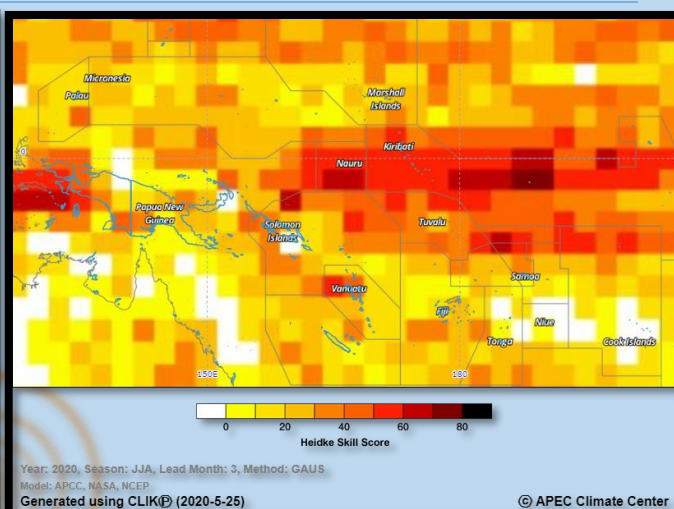 Micronesia
Palau
Marshall
Islands
0
Kiribati
Nauru
Papua New
Guinea
Solomon
Islands
Tuvalu
Samoa
Vanuatu
Fiji
Niue
Tonga
Cook Islands
150E
180
0 20 40 60 80
Heidke Skill Score
Year: 2020, Season: JJA, Lead Month: 3, Method: GAUS
Model: APCC, NASA, NCEP
Generated using CLIKⓅ (2020-5-25)
© APEC Climate Center